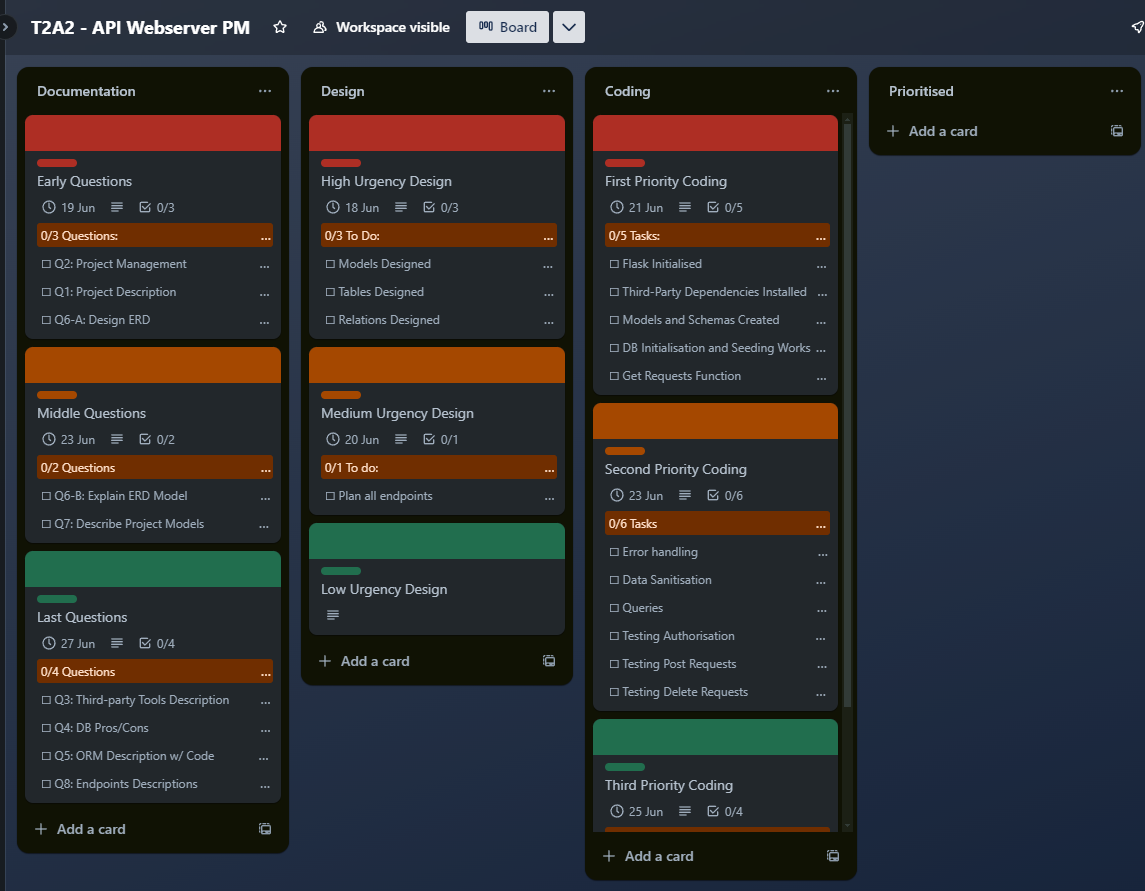 T2A2 - API Webserver PM
Workspace visible
Board
Documentation
Early Questions
19 Jun
0/3
0/3 Questions:
Q2: Project Management
Q1: Project Description
Q6-A: Design ERD
Middle Questions
23 Jun
0/2
0/2 Questions
Q6-B: Explain ERD Model
Q7: Describe Project Models
Last Questions
27 Jun
0/4
0/4 Questions
Q3: Third-party Tools Description
Q4: DB Pros/Cons
Q5: ORM Description w/ Code
Q8: Endpoints Descriptions
Add a card
Design
High Urgency Design
18 Jun
0/3
0/3 To Do:
Models Designed
Tables Designed
Relations Designed
Medium Urgency Design
20 Jun
0/1
0/1 To do:
Plan all endpoints
Low Urgency Design
Add a card
Coding
First Priority Coding
21 Jun
0/5
0/5 Tasks:
Flask Initialised
Third-Party Dependencies Installed
Models and Schemas Created
DB Initialisation and Seeding Works
Get Requests Function
Second Priority Coding
23 Jun
0/6
0/6 Tasks
Error handling
Data Sanitisation
Queries
Testing Authorisation
Testing Post Requests
Testing Delete Requests
Third Priority Coding
25 Jun
0/4
Add a card
Prioritised
Add a card